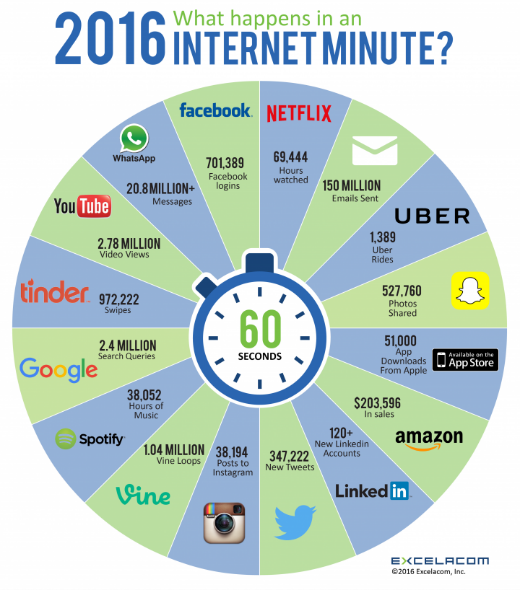 2016 What happens in an
INTERNET MINUTE?
facebook
701,389
Facebook
logins
NETFLIX
69,444
Hours
watched
150 MILLION
Emails Sent
UBER
1,389
Uber
Rides
527,760
Photos
Shared
51,000
App
Downloads
From Apple
Available on the
App Store
$203,596
In sales
amazon
120+
New Linkedin
Accounts
Linked in
347,222
New Tweets
38,194
Posts to
Instagram
1.04 MILLION
Vine Loops
Vine
38,052
Hours of
Music
Spotify
2.4 MILLION
Search Queries
Google
tinder
972,222
Swipes
YouTube
2.78 MILLION
Video Views
WhatsApp
20.8 MILLION+
Messages
60
SECONDS
EXCELACOM
©2016 Excelacom, Inc.